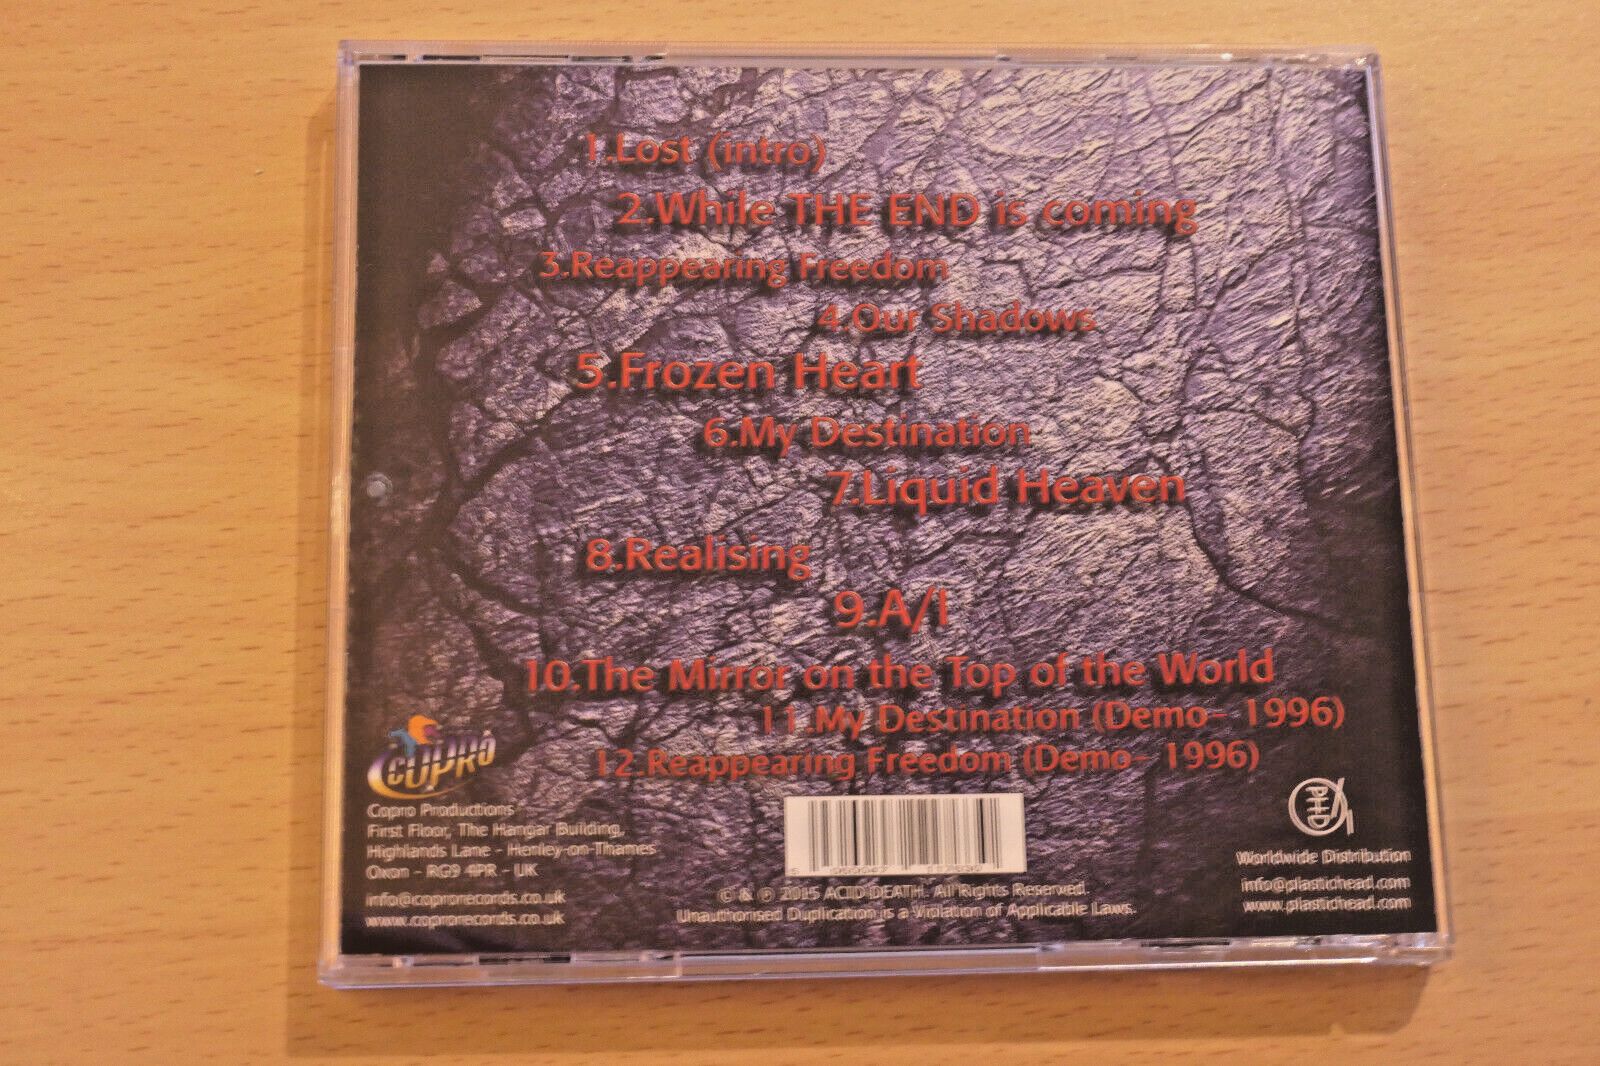 1.Lost (intro)
2.While THE END is coming
3.Reappearing Freedom
4.Our Shadows
5.Frozen Heart
6.My Destination
7.Liquid Heaven
8.Realising
9.A/I
10.The Mirror on the Top of the World
11.My Destination (Demo- 1996)
12.Reappearing Freedom (Demo- 1996)
COPRO
Copro Productions
First Floor, The Hangar Building,
Highlands Lane - Henley-on-Thames
Oxon - RG9 4PR - UK
info@coprorecords.co.uk
www.coprorecords.co.uk
© & ℗ 2015 ACID DEATH. All Rights Reserved.
Unauthorised Duplication is a Violation of Applicable Laws.
PHD
Worldwide Distribution
info@plastichead.com
www.plastichead.com